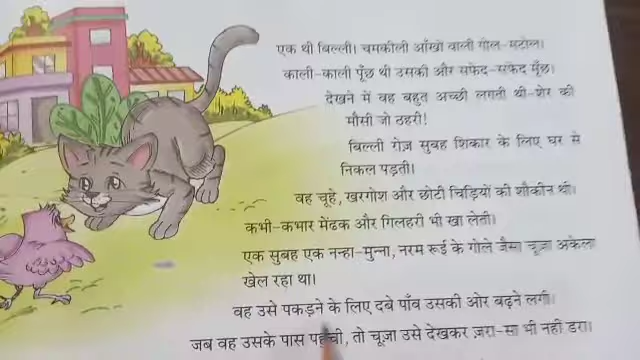 एक थी बिल्ली। चमकीली आँखों वाली गोल-मटोल।
काली-काली पूँछ थी उसकी और सफेद-सफेद मूँछ।
देखने में वह बहुत अच्छी लगती थी-शेर की
मौसी जो ठहरी!
बिल्ली रोज़ सुबह शिकार के लिए घर से
निकल पड़ती।
वह चूहे, खरगोश और छोटी चिड़ियों की शौकीन थी।
कभी-कभार मेंढक और गिलहरी भी खा लेती।
एक सुबह एक नन्हा-मुन्ना, नरम रूई के गोले जैसा चूज़ा अकेला
खेल रहा था।
वह उसे पकड़ने के लिए दबे पाँव उसकी ओर बढ़ने लगी।
जब वह उसके पास पहुँची, तो चूज़ा उसे देखकर ज़रा-सा भी नहीं डरा।